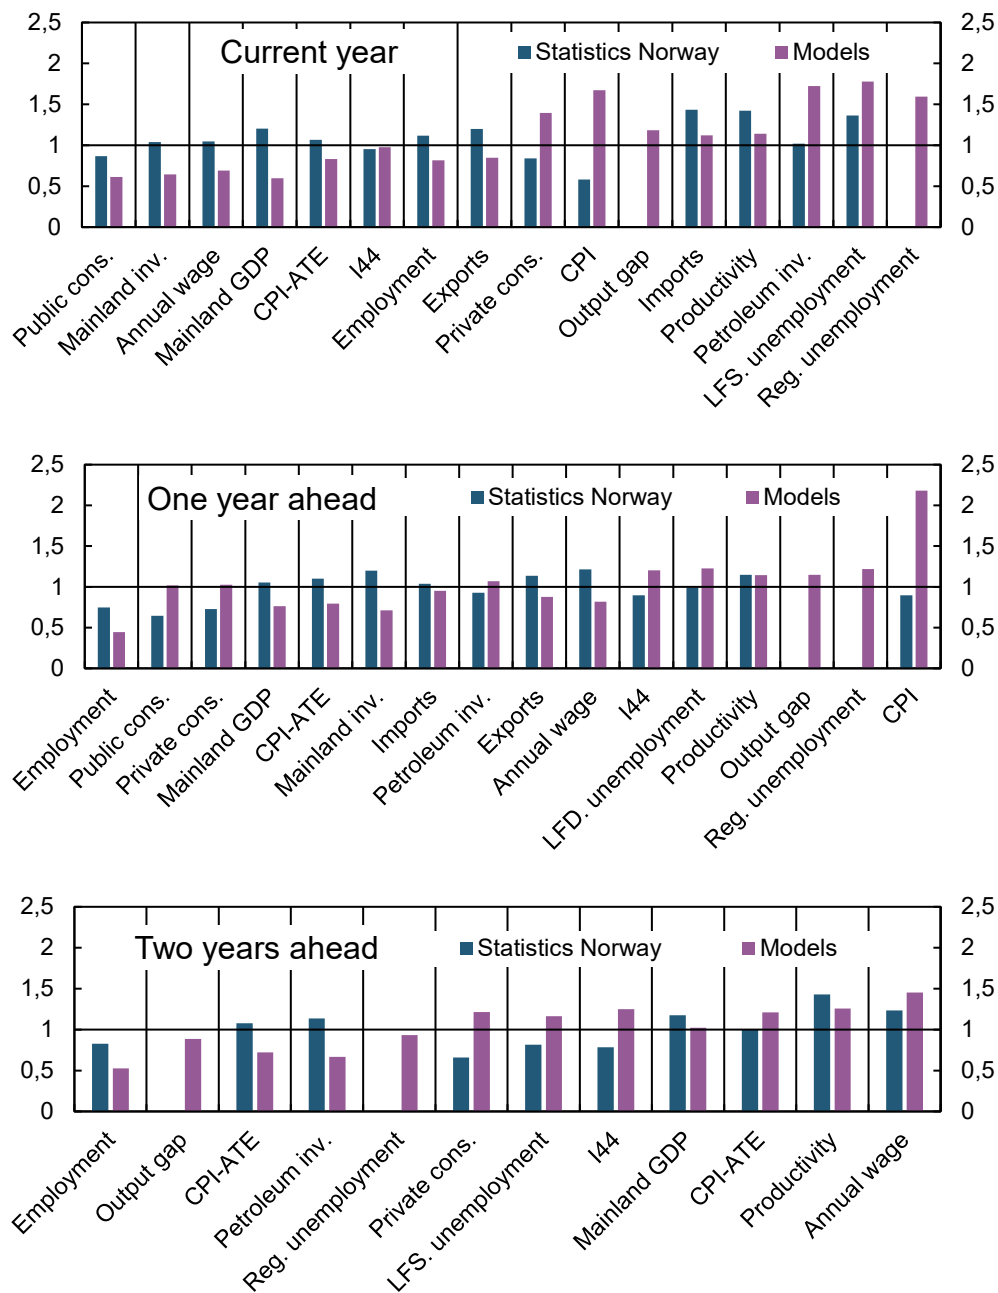 2,5 2,5
Current year Statistics Norway Models
2 2
1,5 1,5
1 1
0,5 0,5
0 0
Public cons.
Mainland inv.
Annual wage
Mainland GDP
CPI-ATE
I44
Employment
Exports
Private cons.
CPI
Output gap
Imports
Productivity
Petroleum inv.
LFS. unemployment
Reg. unemployment
2,5 2,5
One year ahead Statistics Norway Models
2 2
1,5 1,5
1 1
0,5 0,5
0 0
Employment
Public cons.
Private cons.
Mainland GDP
CPI-ATE
Mainland inv.
Imports
Petroleum inv.
Exports
Annual wage
I44
LFD. unemployment
Productivity
Output gap
Reg. unemployment
CPI
2,5 2,5
Two years ahead Statistics Norway Models
2 2
1,5 1,5
1 1
0,5 0,5
0 0
Employment
Output gap
CPI-ATE
Petroleum inv.
Reg. unemployment
Private cons.
LFS. unemployment
I44
Mainland GDP
CPI-ATE
Productivity
Annual wage